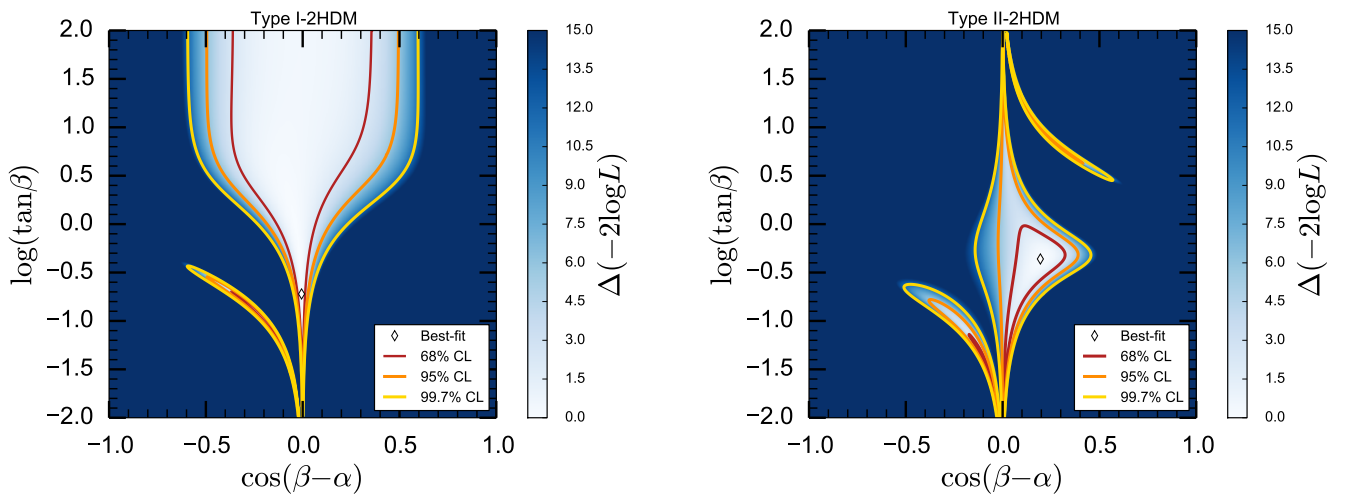 Type I-2HDM
2.0
1.5
1.0
0.5
0.0
−0.5
−1.0
−1.5
−2.0
log(tanβ)
−1.0 −0.5 0.0 0.5 1.0
cos(β−α)
Best-fit
68% CL
95% CL
99.7% CL
15.0
13.5
12.0
10.5
9.0
7.5
6.0
4.5
3.0
1.5
0.0
Δ(−2logL)
Type II-2HDM
2.0
1.5
1.0
0.5
0.0
−0.5
−1.0
−1.5
−2.0
log(tanβ)
−1.0 −0.5 0.0 0.5 1.0
cos(β−α)
Best-fit
68% CL
95% CL
99.7% CL
15.0
13.5
12.0
10.5
9.0
7.5
6.0
4.5
3.0
1.5
0.0
Δ(−2logL)